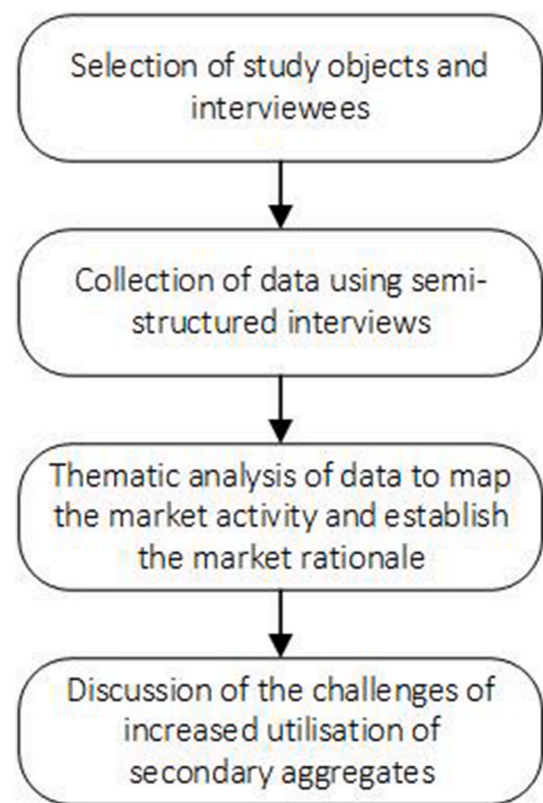 Selection of study objects and
interviewees
Collection of data using semi-
structured interviews
Thematic analysis of data to map
the market activity and establish
the market rationale
Discussion of the challenges of
increased utilisation of
secondary aggregates